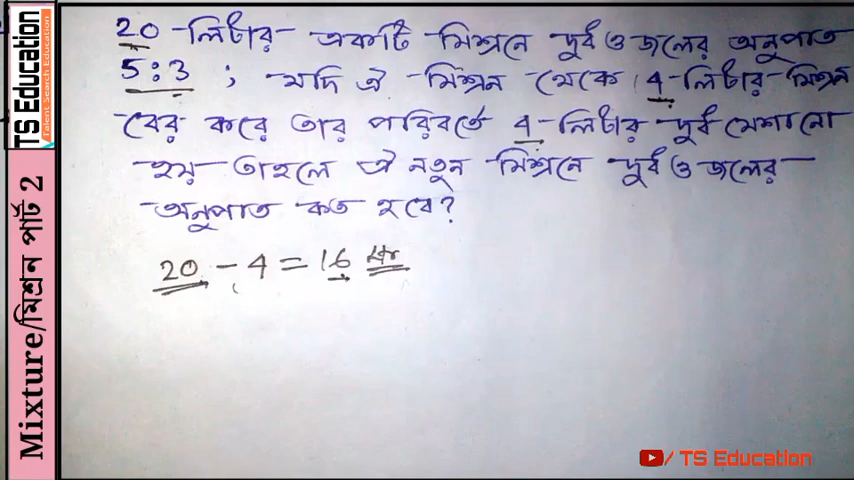 20 -লিটার একটি মিশ্রনে দুধ ও জলের অনুপাত
5:3 ; যদি ঐ মিশ্রন থেকে 4-লিটার মিশ্রন
বের করে তার পরিবর্তে 4-লিটার দুধ মেশানো
হয় তাহলে ঐ নতুন মিশ্রনে দুধ ও জলের
অনুপাত কত হবে?
20 - 4 = 16 ltr
TS Education
Talent Search Education
Mixture/মিশ্রন পার্ট 2
/ TS Education